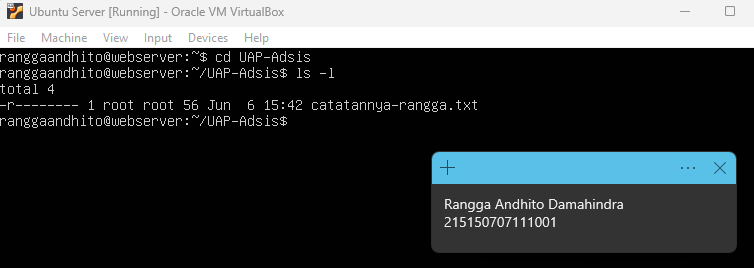 Ubuntu Server [Running] - Oracle VM VirtualBox
File Machine View Input Devices Help
ranggaandhito@webserver:~$ cd UAP-Adsis
ranggaandhito@webserver:~/UAP-Adsis$ ls -l
total 4
-r-------- 1 root root 56 Jun  6 15:42 catatannya-rangga.txt
ranggaandhito@webserver:~/UAP-Adsis$
Rangga Andhito Damahindra
215150707111001